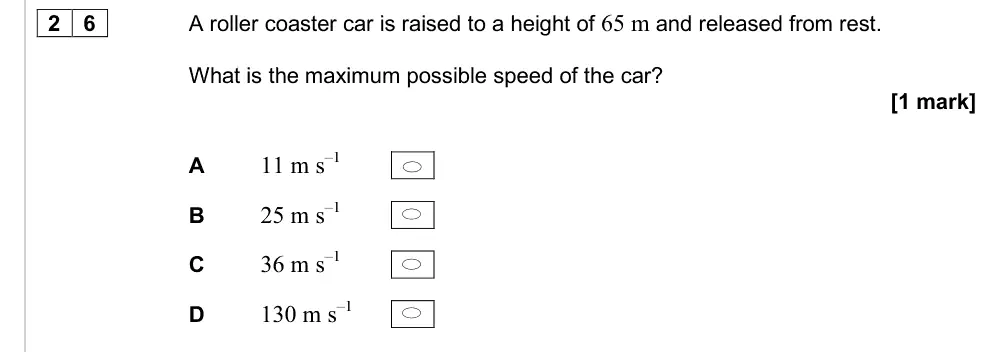 2 6 A roller coaster car is raised to a height of 65 m and released from rest.
What is the maximum possible speed of the car?
[1 mark]
A 11 m s⁻¹
B 25 m s⁻¹
C 36 m s⁻¹
D 130 m s⁻¹